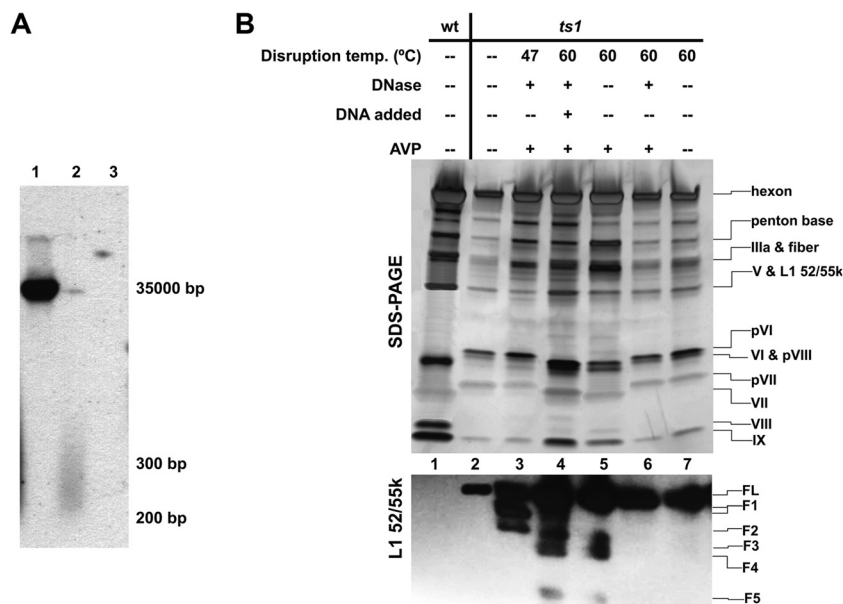 A
B
wt
ts1
Disruption temp. (ºC) -- -- 47 60 60 60 60
DNase -- -- + + -- + --
DNA added -- -- -- + -- -- --
AVP -- -- + + + + --
1 2 3
35000 bp
300 bp
200 bp
SDS-PAGE
hexon
penton base
IIIa & fiber
V & L1 52/55k
pVI
VI & pVIII
pVII
VII
VIII
IX
1 2 3 4 5 6 7
L1 52/55k
FL
F1
F2
F3
F4
F5